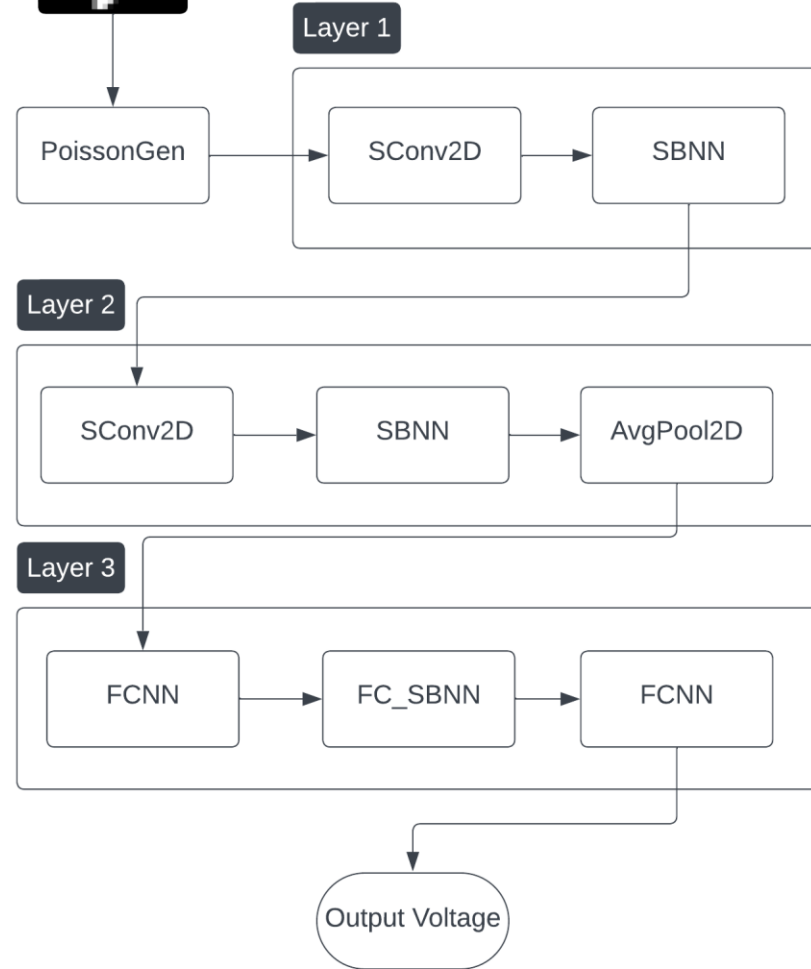 Layer 1
PoissonGen
SConv2D
SBNN
Layer 2
SConv2D
SBNN
AvgPool2D
Layer 3
FCNN
FC_SBNN
FCNN
Output Voltage